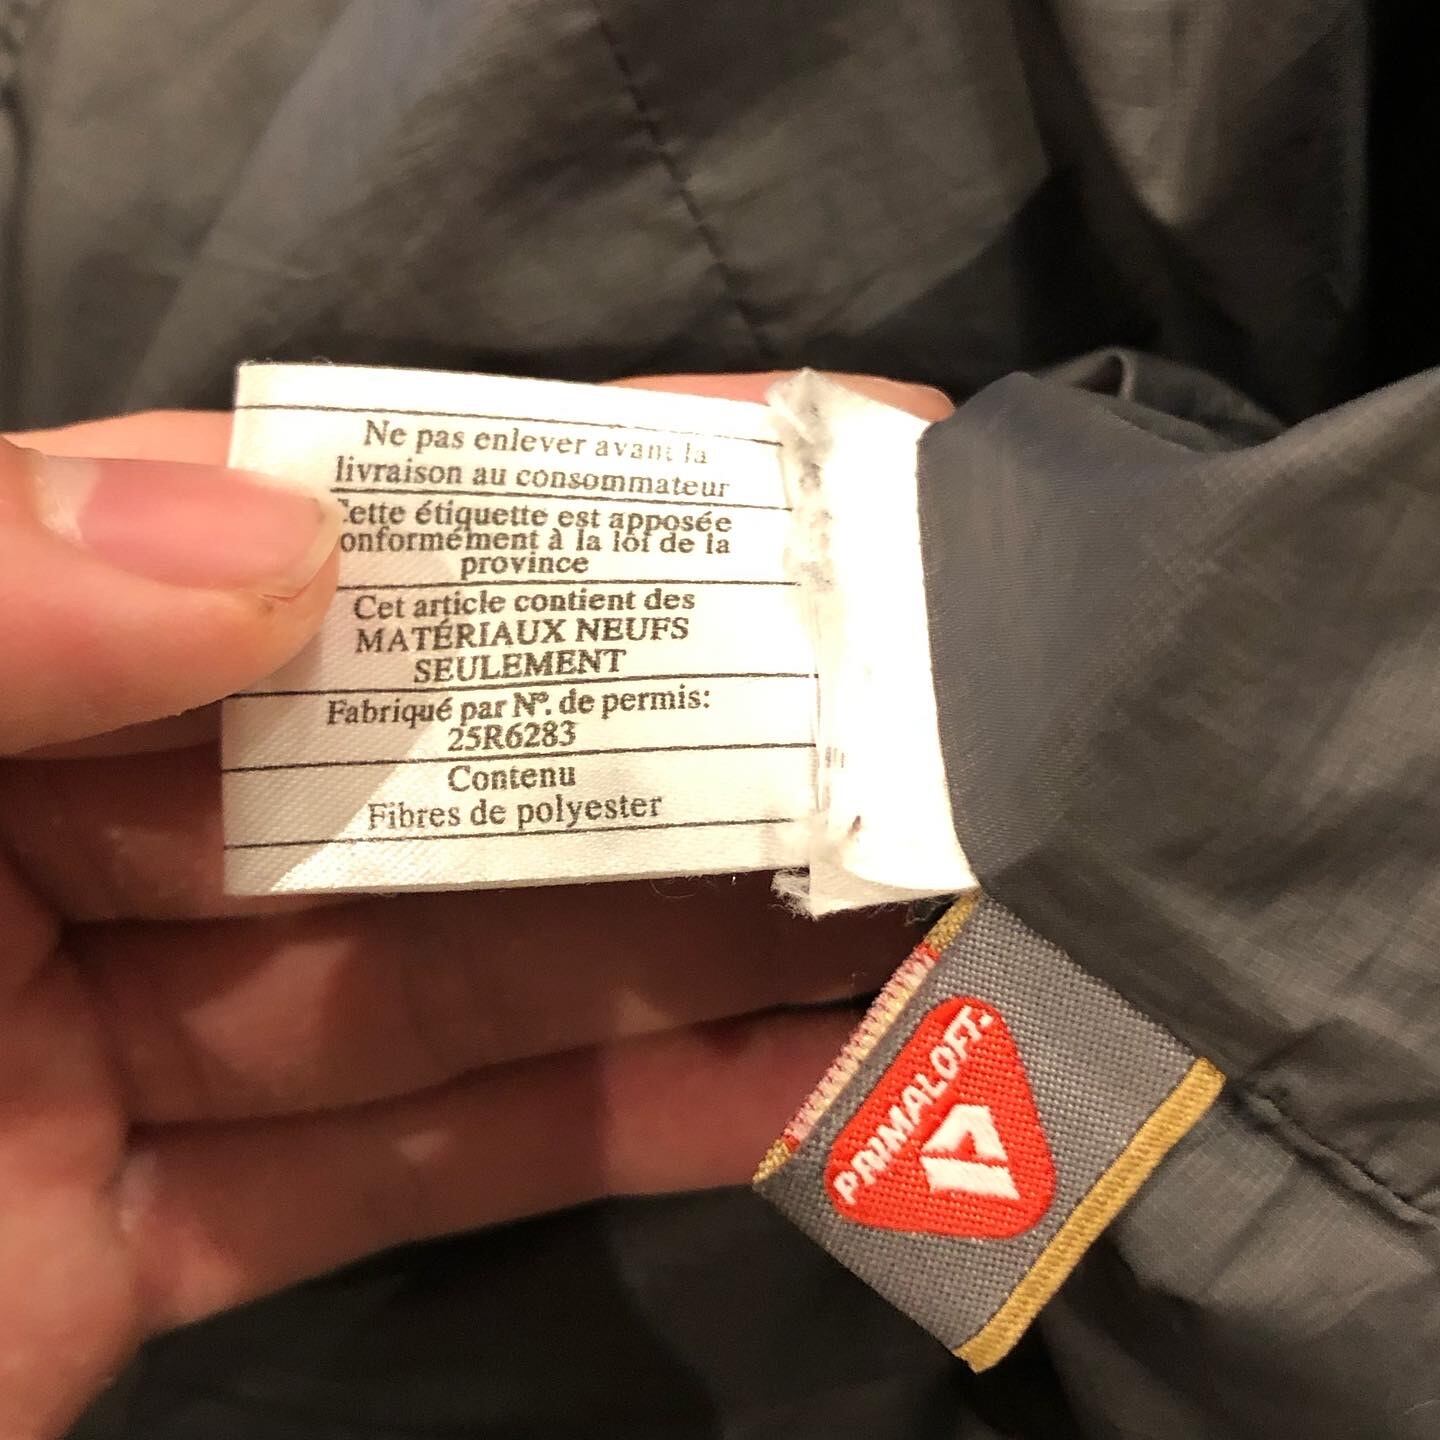 Ne pas enlever avant la
livraison au consommateur
Cette étiquette est apposée
conformément à la loi de la
province
Cet article contient des
MATÉRIAUX NEUFS
SEULEMENT
Fabriqué par Nº. de permis:
25R6283
Contenu
Fibres de polyester
PRIMALOFT